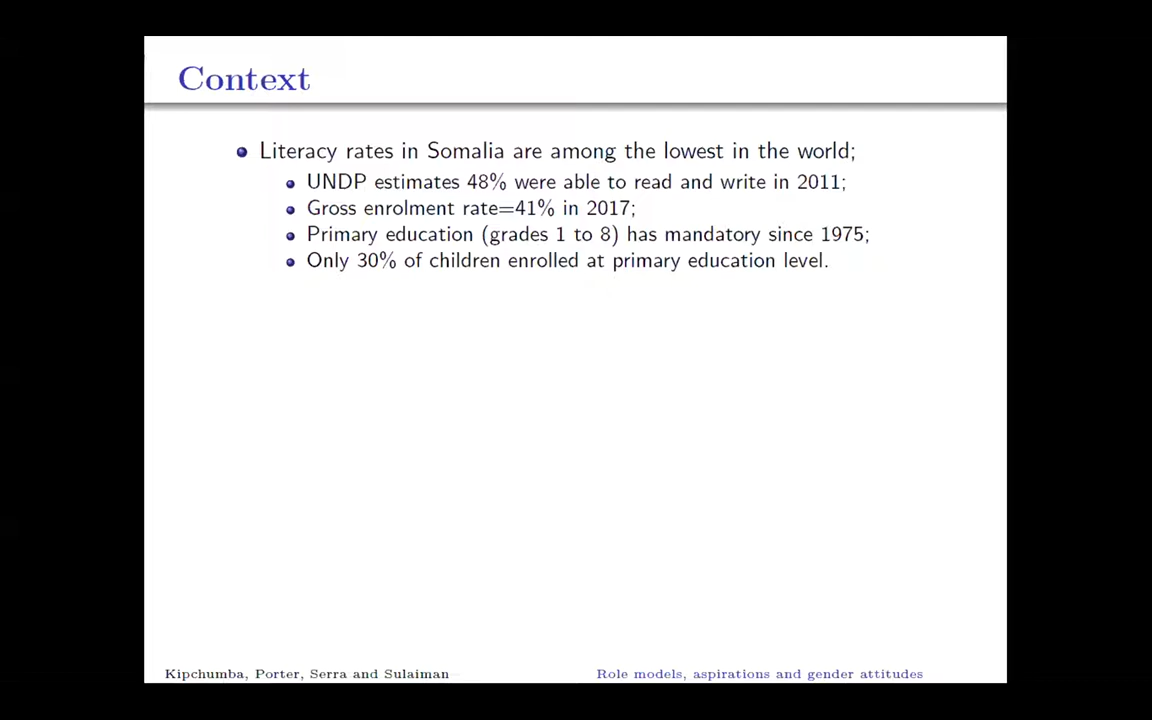 Context
Literacy rates in Somalia are among the lowest in the world;
UNDP estimates 48% were able to read and write in 2011;
Gross enrolment rate=41% in 2017;
Primary education (grades 1 to 8) has mandatory since 1975;
Only 30% of children enrolled at primary education level.
Kipchumba, Porter, Serra and Sulaiman
Role models, aspirations and gender attitudes